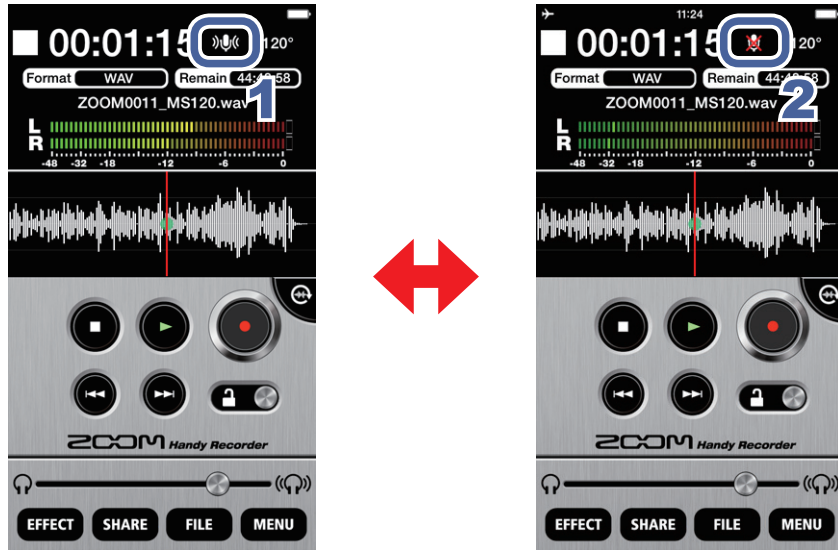 00:01:15 120°
Format WAV Remain 44:48:58
1
ZOOM0011_MS120.wav
L
R
-48 -32 -18 -12 -6 0
ZOOM Handy Recorder
EFFECT SHARE FILE MENU
11:24
00:01:15 120°
Format WAV Remain
2
ZOOM0011_MS120.wav
L
R
-48 -32 -18 -12 -6 0
ZOOM Handy Recorder
EFFECT SHARE FILE MENU